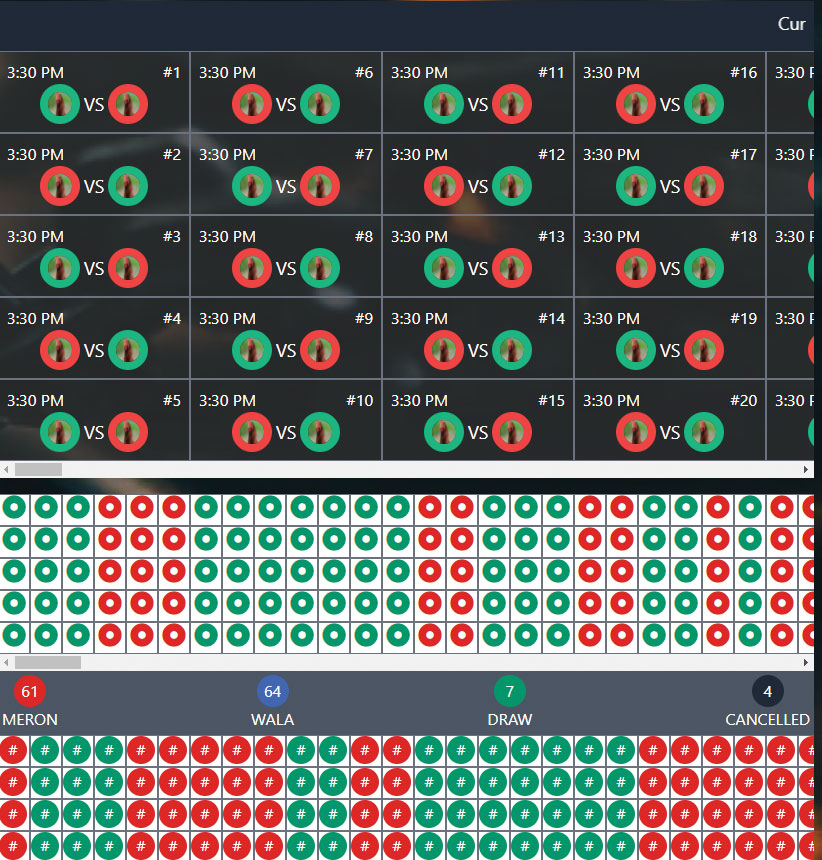 Cur
3:30 PM #1 3:30 PM #6 3:30 PM #11 3:30 PM #16 3:30 P
VS VS VS VS
3:30 PM #2 3:30 PM #7 3:30 PM #12 3:30 PM #17 3:30 P
VS VS VS VS
3:30 PM #3 3:30 PM #8 3:30 PM #13 3:30 PM #18 3:30 P
VS VS VS VS
3:30 PM #4 3:30 PM #9 3:30 PM #14 3:30 PM #19 3:30 P
VS VS VS VS
3:30 PM #5 3:30 PM #10 3:30 PM #15 3:30 PM #20 3:30 P
VS VS VS VS
61 64 7 4
MERON WALA DRAW CANCELLED
# # # # # # # # # # # # # # # # # # # # # # # # # #
# # # # # # # # # # # # # # # # # # # # # # # # # #
# # # # # # # # # # # # # # # # # # # # # # # # # #
# # # # # # # # # # # # # # # # # # # # # # # # # #